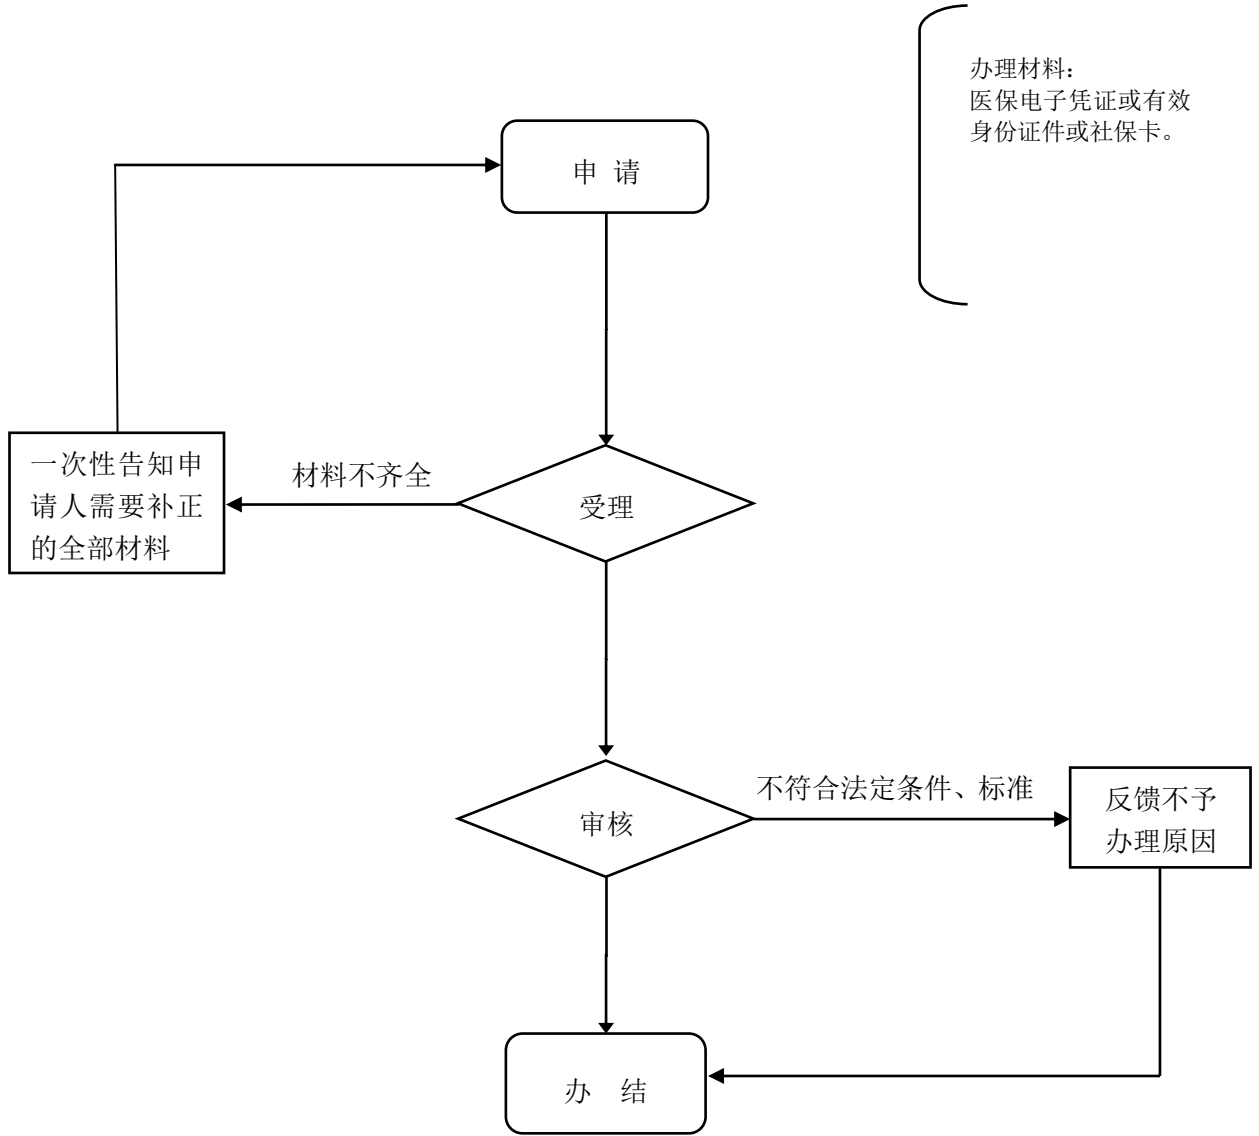 办理材料：
医保电子凭证或有效
身份证件或社保卡。
申 请
一次性告知申
请人需要补正
的全部材料
材料不齐全
受理
不符合法定条件、标准
审核
反馈不予
办理原因
办 结